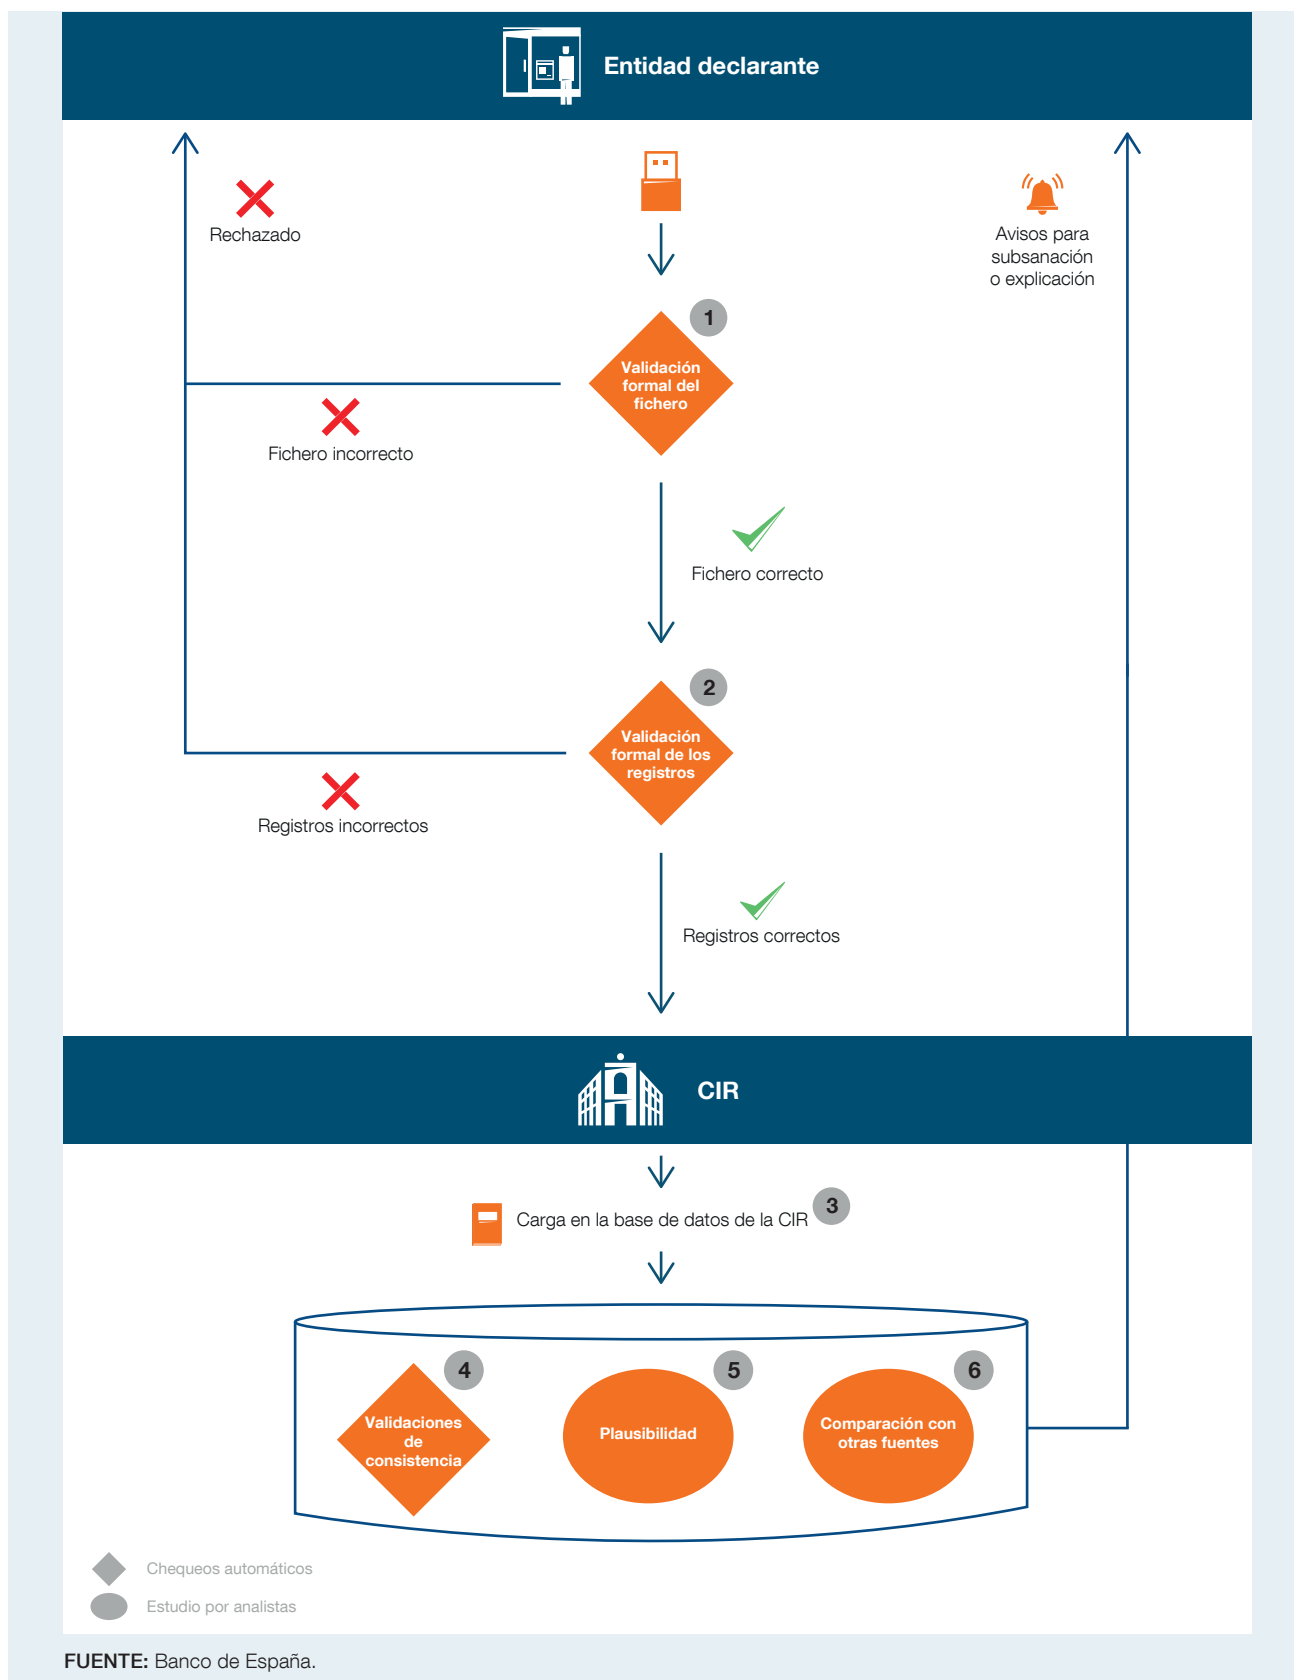 Entidad declarante
Rechazado
Avisos para
subsanación
o explicación
1
Validación
formal del
fichero
Fichero incorrecto
Fichero correcto
2
Validación
formal de los
registros
Registros incorrectos
Registros correctos
CIR
Carga en la base de datos de la CIR
3
4
Validaciones
de
consistencia
5
Plausibilidad
6
Comparación con
otras fuentes
Chequeos automáticos
Estudio por analistas
FUENTE: Banco de España.